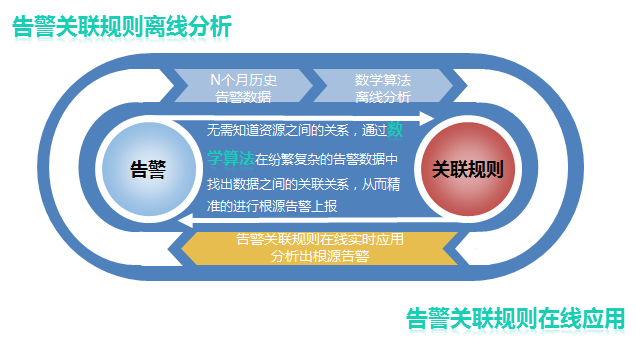 告警关联规则离线分析
N个月历史
告警数据
数学算法
离线分析
无需知道资源之间的关系，通过数
学算法在纷繁复杂的告警数据中
找出数据之间的关联关系，从而精
准的进行根源告警上报
告警
关联规则
告警关联规则在线实时应用
分析出根源告警
告警关联规则在线应用